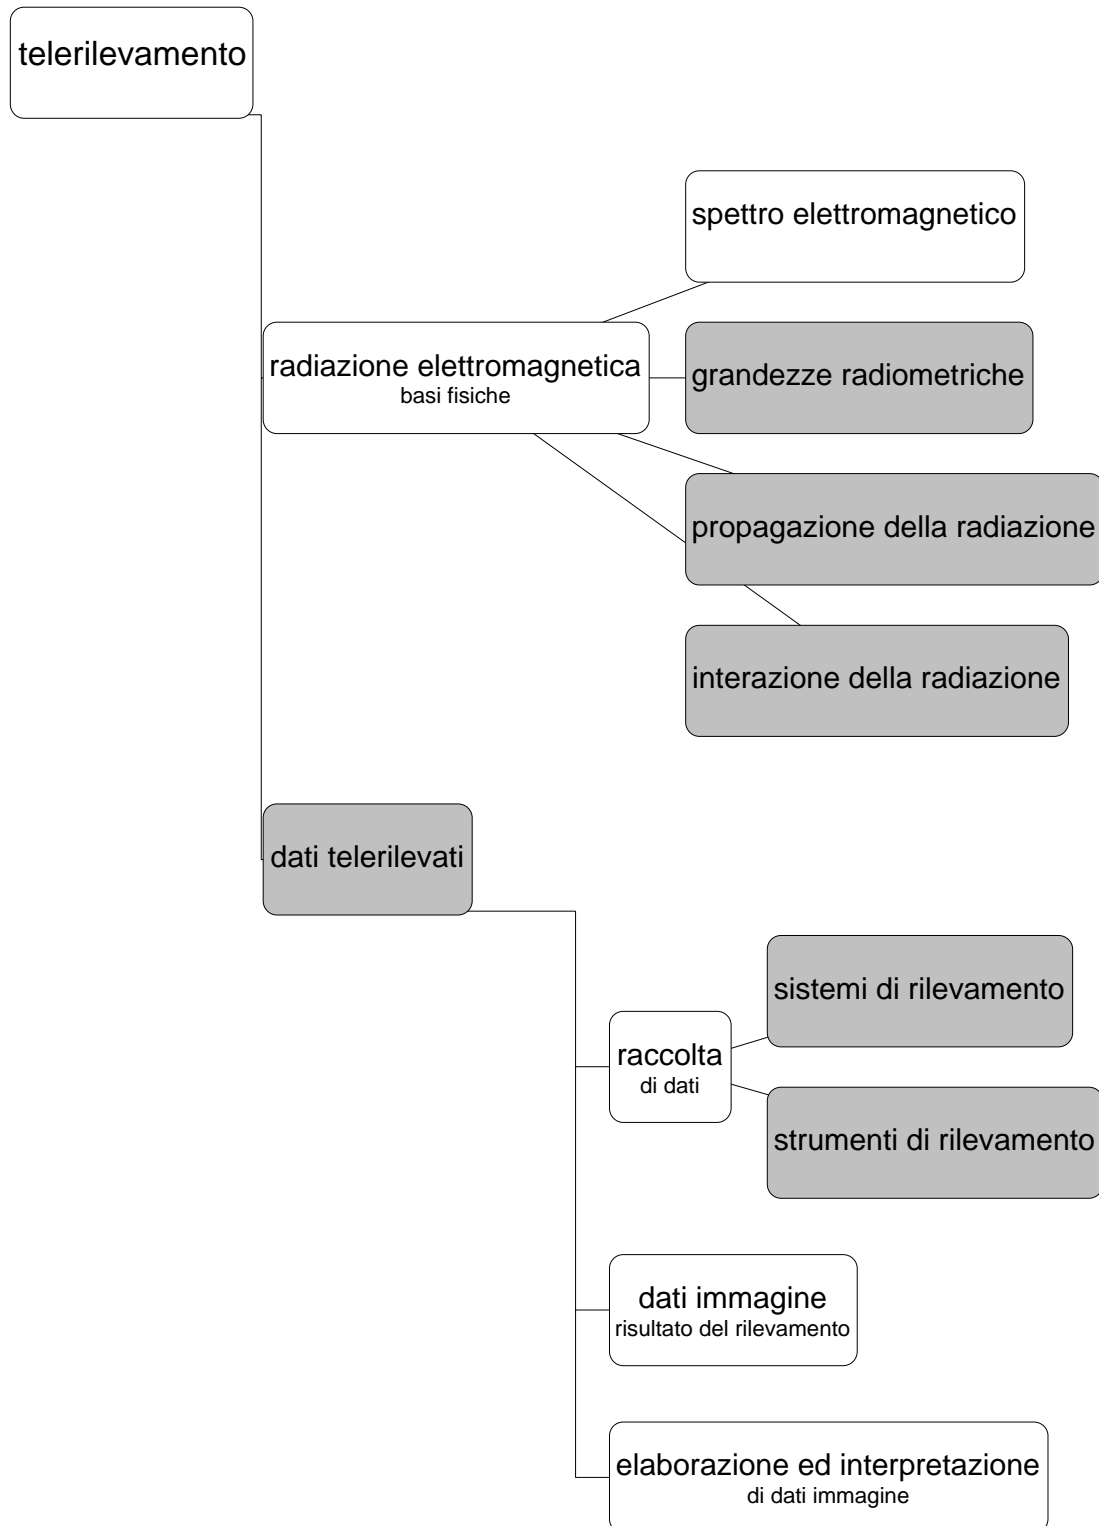 telerilevamento
spettro elettromagnetico
radiazione elettromagnetica
basi fisiche
grandezze radiometriche
propagazione della radiazione
interazione della radiazione
dati telerilevati
sistemi di rilevamento
raccolta
di dati
strumenti di rilevamento
dati immagine
risultato del rilevamento
elaborazione ed interpretazione
di dati immagine